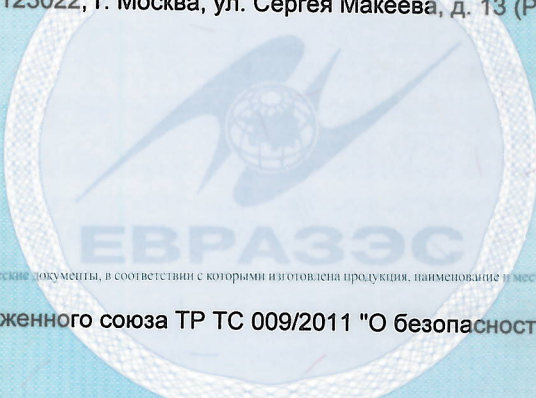 123022, г. Москва, ул. Сергея Макеева, д. 13 (Р
ЕВРАЗЭС
ские документы, в соответствии с которыми изготовлена продукция, наименование и мес
женного союза ТР ТС 009/2011 "О безопасност